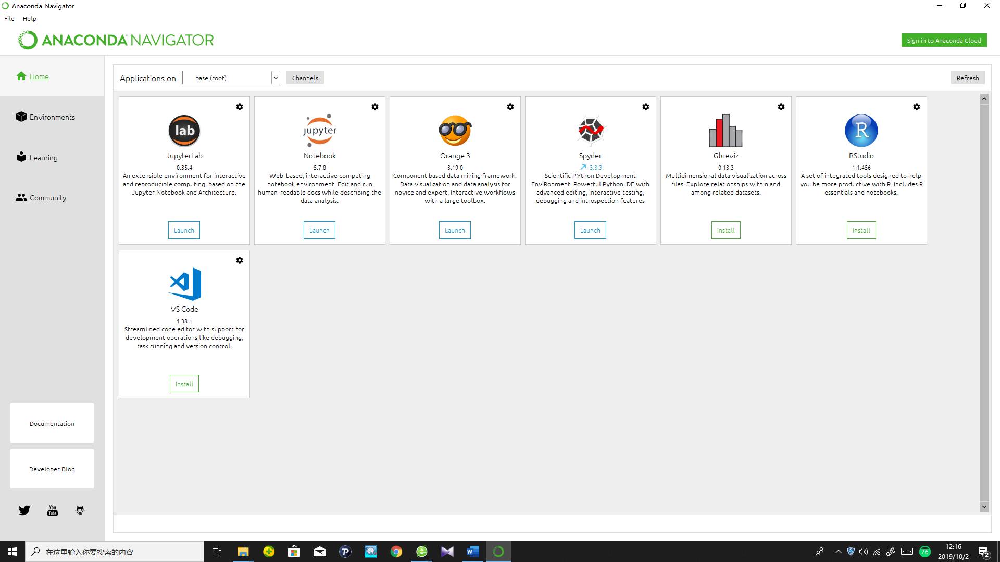 Anaconda Navigator
File Help
ANACONDA NAVIGATOR
Sign in to Anaconda Cloud
Home
Environments
Learning
Community
Documentation
Developer Blog
You
Tube
Applications on
base (root)
Channels
Refresh
lab
JupyterLab
0.35.4
An extensible environment for interactive
and reproducible computing, based on the
Jupyter Notebook and Architecture.
Launch
jupyter
Notebook
5.7.8
Web-based, interactive computing
notebook environment. Edit and run
human-readable docs while describing the
data analysis.
Launch
Orange 3
3.19.0
Component based data mining framework.
Data visualization and data analysis for
novice and expert. Interactive workflows
with a large toolbox.
Launch
Spyder
3.3.3
Scientific PYthon Development
EnviRonment. Powerful Python IDE with
advanced editing, interactive testing,
debugging and introspection features
Launch
Glueviz
0.13.3
Multidimensional data visualization across
files. Explore relationships within and
among related datasets.
Install
R
RStudio
1.1.456
A set of integrated tools designed to help
you be more productive with R. Includes R
essentials and notebooks.
Install
VS Code
1.38.1
Streamlined code editor with support for
development operations like debugging,
task running and version control.
Install
在这里输入你要搜索的内容
76
12:16
2019/10/2
2